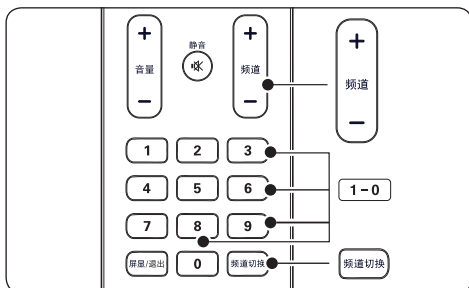 静音
+ + +
音量 频道 频道
− − −
1 2 3
4 5 6 1-0
7 8 9
屏显/退出 0 频道切换 频道切换